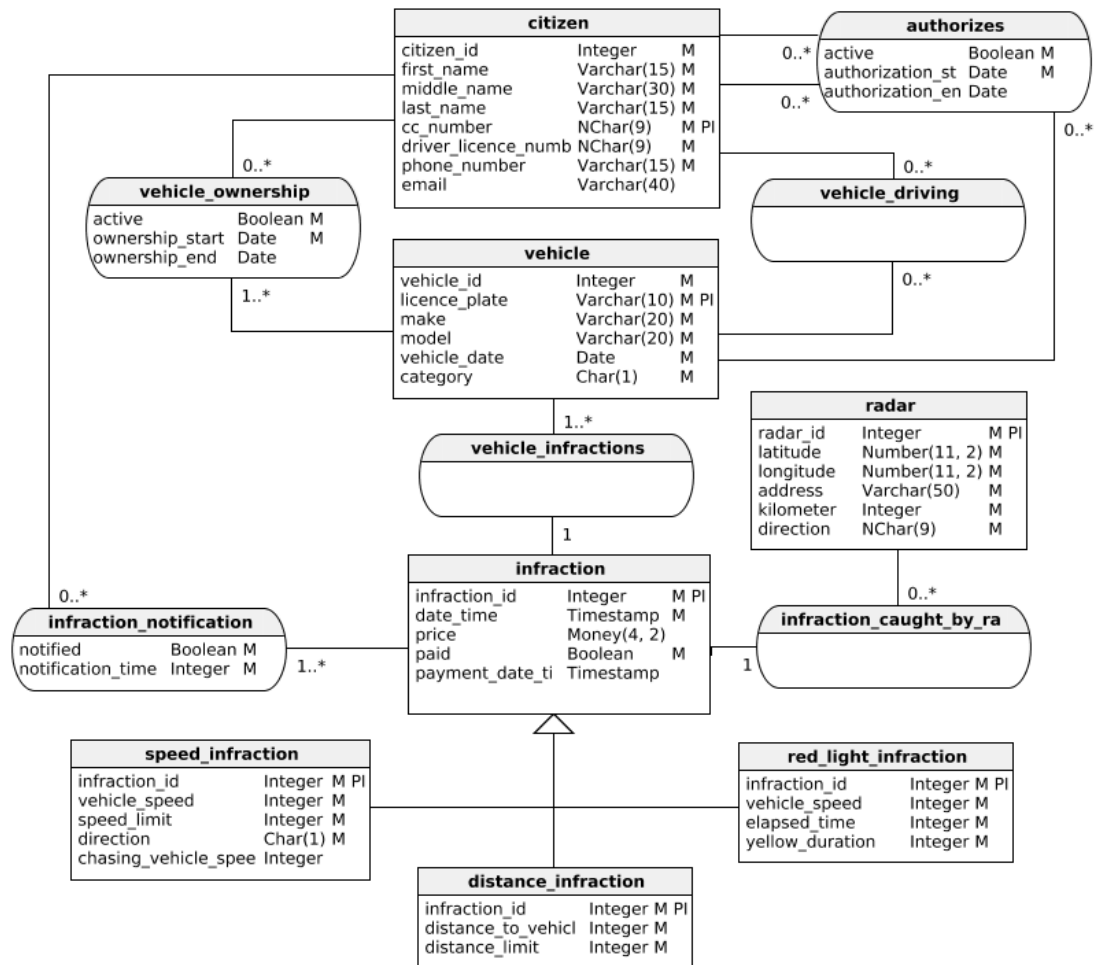 citizen
citizen_id Integer M
first_name Varchar(15) M
middle_name Varchar(30) M
last_name Varchar(15) M
cc_number NChar(9) M PI
driver_licence_numb NChar(9) M
phone_number Varchar(15) M
email Varchar(40)
authorizes
active Boolean M
authorization_st Date M
authorization_en Date
0..*
0..*
0..*
0..*
0..*
vehicle_ownership
active Boolean M
ownership_start Date M
ownership_end Date
1..*
vehicle_driving
0..*
vehicle
vehicle_id Integer M
licence_plate Varchar(10) M PI
make Varchar(20) M
model Varchar(20) M
vehicle_date Date M
category Char(1) M
1..*
vehicle_infractions
1
radar
radar_id Integer M PI
latitude Number(11, 2) M
longitude Number(11, 2) M
address Varchar(50) M
kilometer Integer M
direction NChar(9) M
0..*
infraction_caught_by_ra
1
infraction
infraction_id Integer M PI
date_time Timestamp M
price Money(4, 2)
paid Boolean M
payment_date_ti Timestamp
0..*
infraction_notification
notified Boolean M
notification_time Integer M
1..*
speed_infraction
infraction_id Integer M PI
vehicle_speed Integer M
speed_limit Integer M
direction Char(1) M
chasing_vehicle_spee Integer
red_light_infraction
infraction_id Integer M PI
vehicle_speed Integer M
elapsed_time Integer M
yellow_duration Integer M
distance_infraction
infraction_id Integer M PI
distance_to_vehicl Integer M
distance_limit Integer M